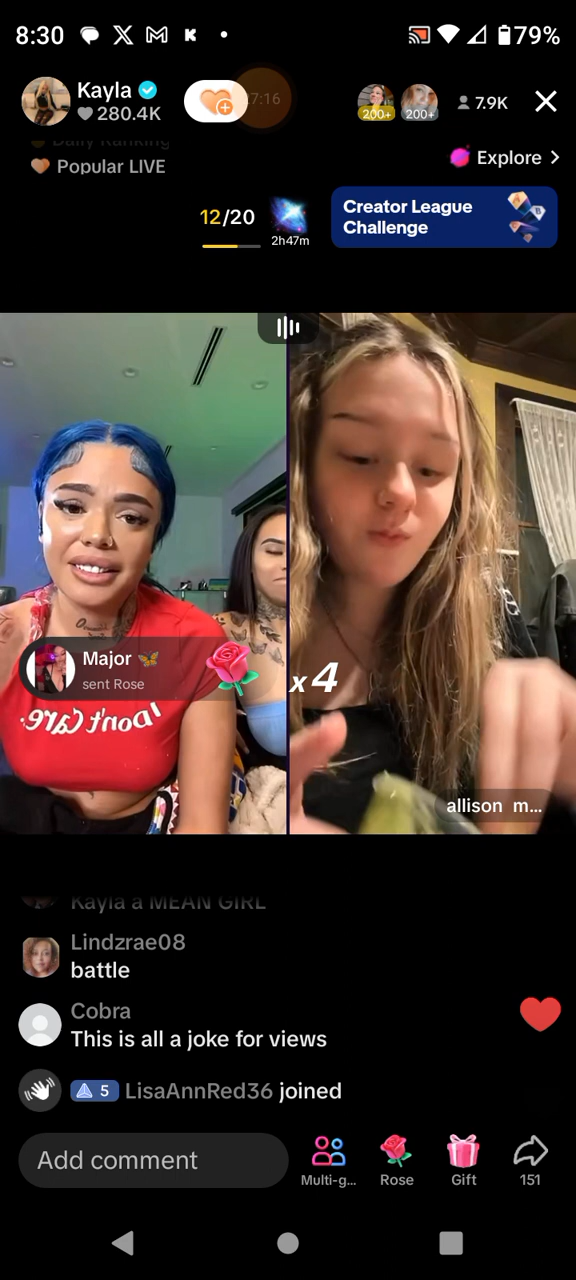 8:30
79%
Kayla
280.4K
7:16
200+
200+
7.9K
Daily Ranking
Popular LIVE
Explore >
12/20
2h47m
Creator League
Challenge
Major 🦋
sent Rose
x4
I Don't Care.
allison m...
Kayla a MEAN GIRL
Lindzrae08
battle
Cobra
This is all a joke for views
5 LisaAnnRed36 joined
Add comment
Multi-g...
Rose
Gift
151